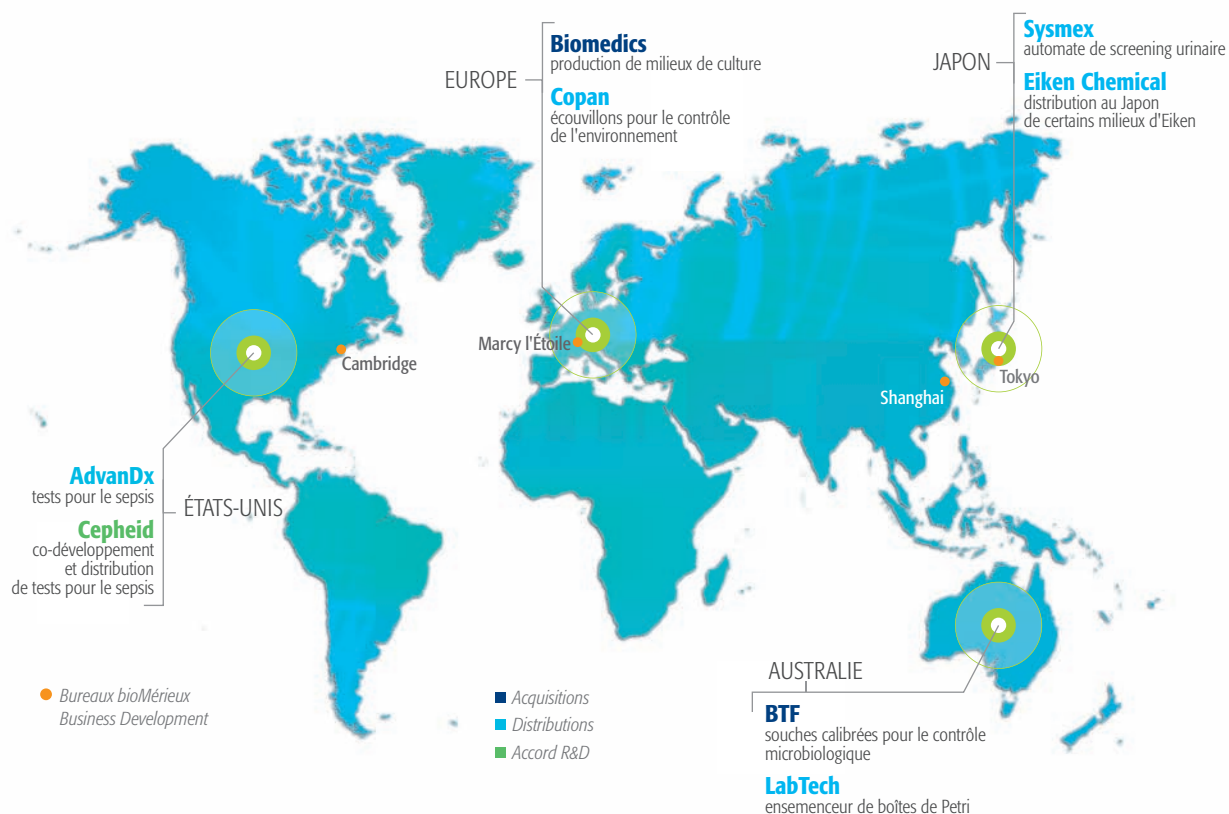 EUROPE
Biomedics
production de milieux de culture
Copan
écouvillons pour le contrôle
de l'environnement
JAPON
Sysmex
automate de screening urinaire
Eiken Chemical
distribution au Japon
de certains milieux d'Eiken
Cambridge
Marcy l'Étoile
Tokyo
Shanghai
AdvanDx
tests pour le sepsis
ÉTATS-UNIS
Cepheid
co-développement
et distribution
de tests pour le sepsis
AUSTRALIE
BTF
souches calibrées pour le contrôle
microbiologique
LabTech
ensemenceur de boîtes de Petri
Bureaux bioMérieux
Business Development
Acquisitions
Distributions
Accord R&D